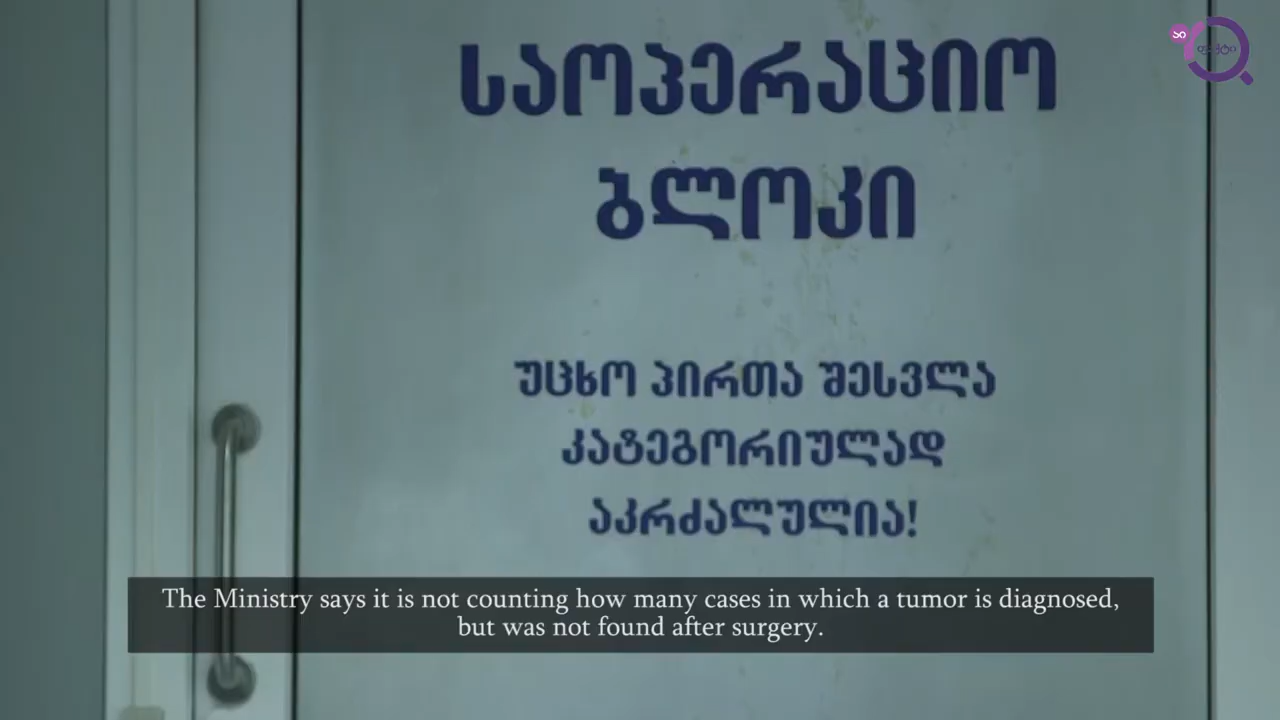 საოპერაციო
ბლოკი
უცხო პირთა შესვლა
კატეგორიულად
აკრძალულია!
The Ministry says it is not counting how many cases in which a tumor is diagnosed,
but was not found after surgery.